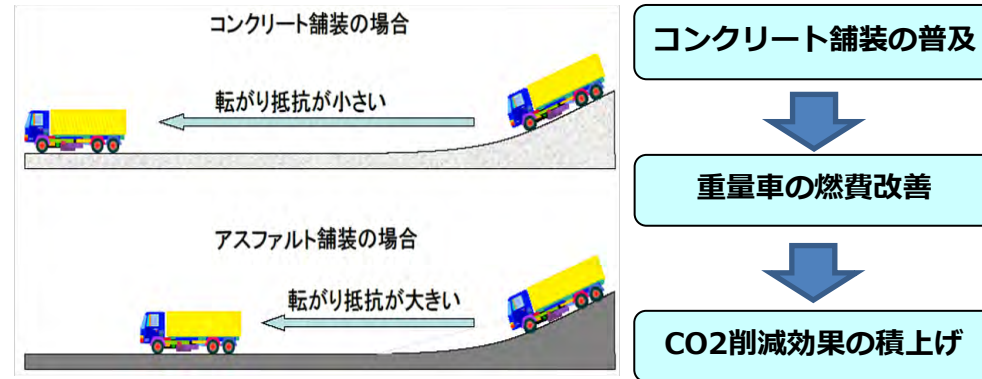 コンクリート舗装の場合
転がり抵抗が小さい
アスファルト舗装の場合
転がり抵抗が大きい
コンクリート舗装の普及
重量車の燃費改善
CO2削減効果の積上げ